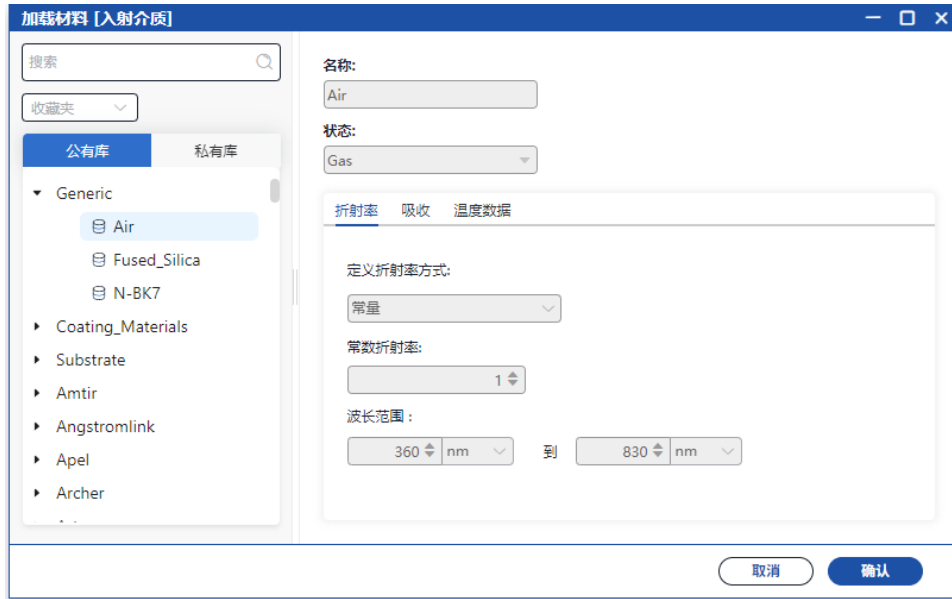 加载材料 [入射介质]
搜索
收藏夹
公有库 私有库
Generic
Air
Fused_Silica
N-BK7
Coating_Materials
Substrate
Amtir
Angstromlink
Apel
Archer
名称:
Air
状态:
Gas
折射率 吸收 温度数据
定义折射率方式:
常量
常数折射率:
1
波长范围 :
360 nm 到 830 nm
取消 确认